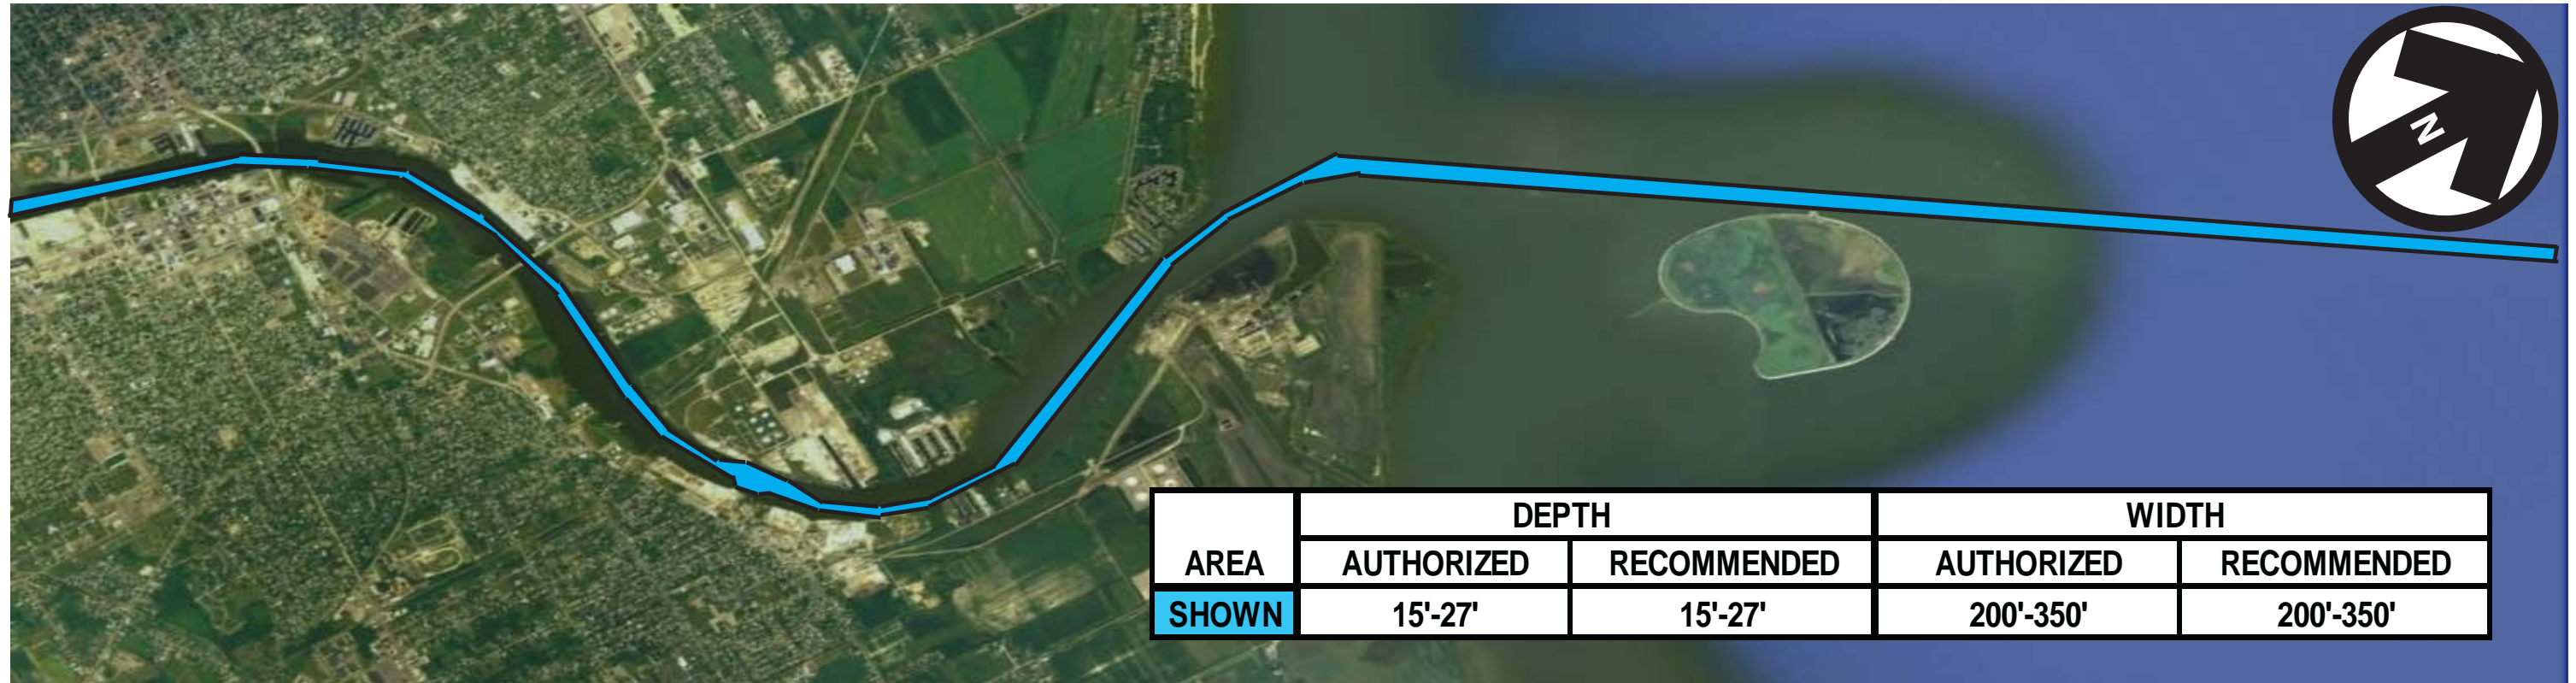 N
DEPTH WIDTH
AREA AUTHORIZED RECOMMENDED AUTHORIZED RECOMMENDED
SHOWN 15'-27' 15'-27' 200'-350' 200'-350'